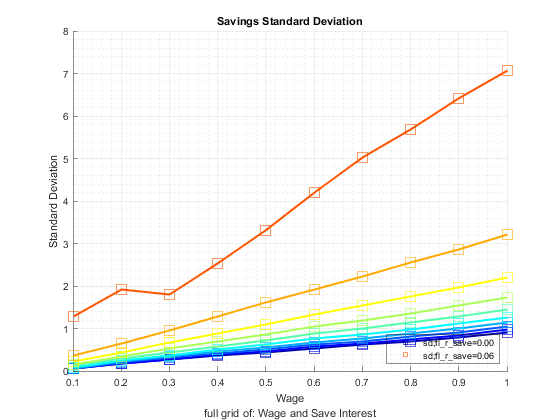 Savings Standard Deviation
8
7
6
5
4
3
2
1
0
Standard Deviation
0.1 0.2 0.3 0.4 0.5 0.6 0.7 0.8 0.9 1
sd;fl_r_save=0.00
sd;fl_r_save=0.06
Wage
full grid of: Wage and Save Interest